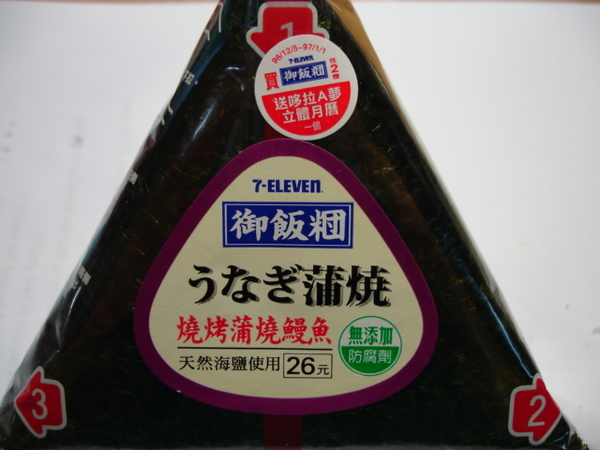 1
96/12/5~97/1/1
7-ELEVEN
買 御飯糰 任2個
送哆拉A夢
立體月曆
一個
7-ELEVEN
御飯糰
うなぎ蒲焼
燒烤蒲燒鰻魚
天然海鹽使用 26元
無添加
防腐劑
3
2